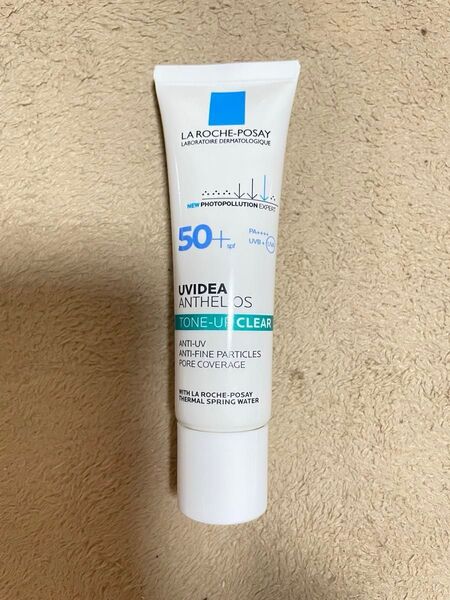 LA ROCHE-POSAY
LABORATOIRE DERMATOLOGIQUE
NEW PHOTOPOLLUTION EXPERT
50+ spf
PA++++
UVB + UVA
UVIDEA
ANTHELIOS
TONE-UP CLEAR
ANTI-UV
ANTI-FINE PARTICLES
PORE COVERAGE
WITH LA ROCHE-POSAY
THERMAL SPRING WATER